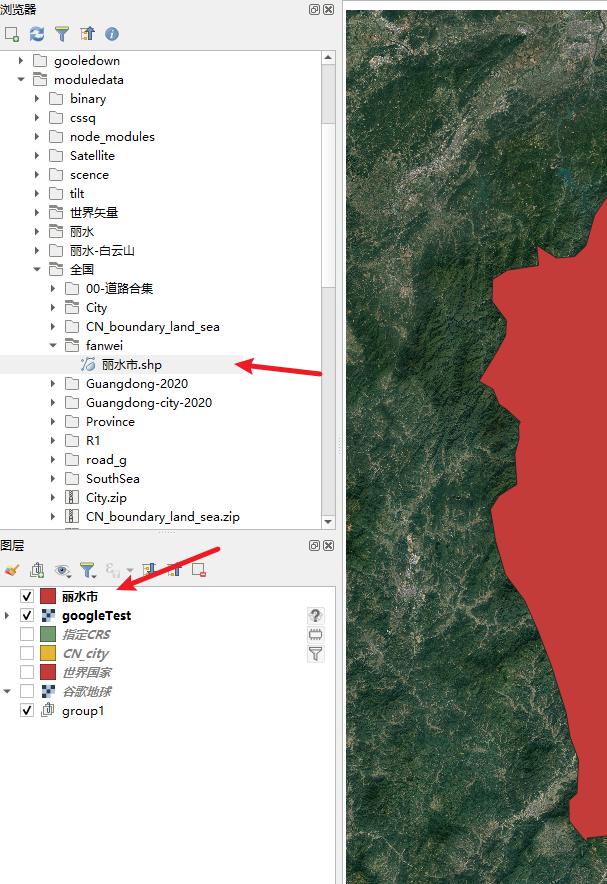 浏览器
gooledown
moduledata
binary
cssq
node_modules
Satellite
scence
tilt
世界矢量
丽水
丽水-白云山
全国
00-道路合集
City
CN_boundary_land_sea
fanwei
丽水市.shp
Guangdong-2020
Guangdong-city-2020
Province
R1
road_g
SouthSea
City.zip
CN_boundary_land_sea.zip
图层
丽水市
googleTest
指定CRS
CN_city
世界国家
谷歌地球
group1